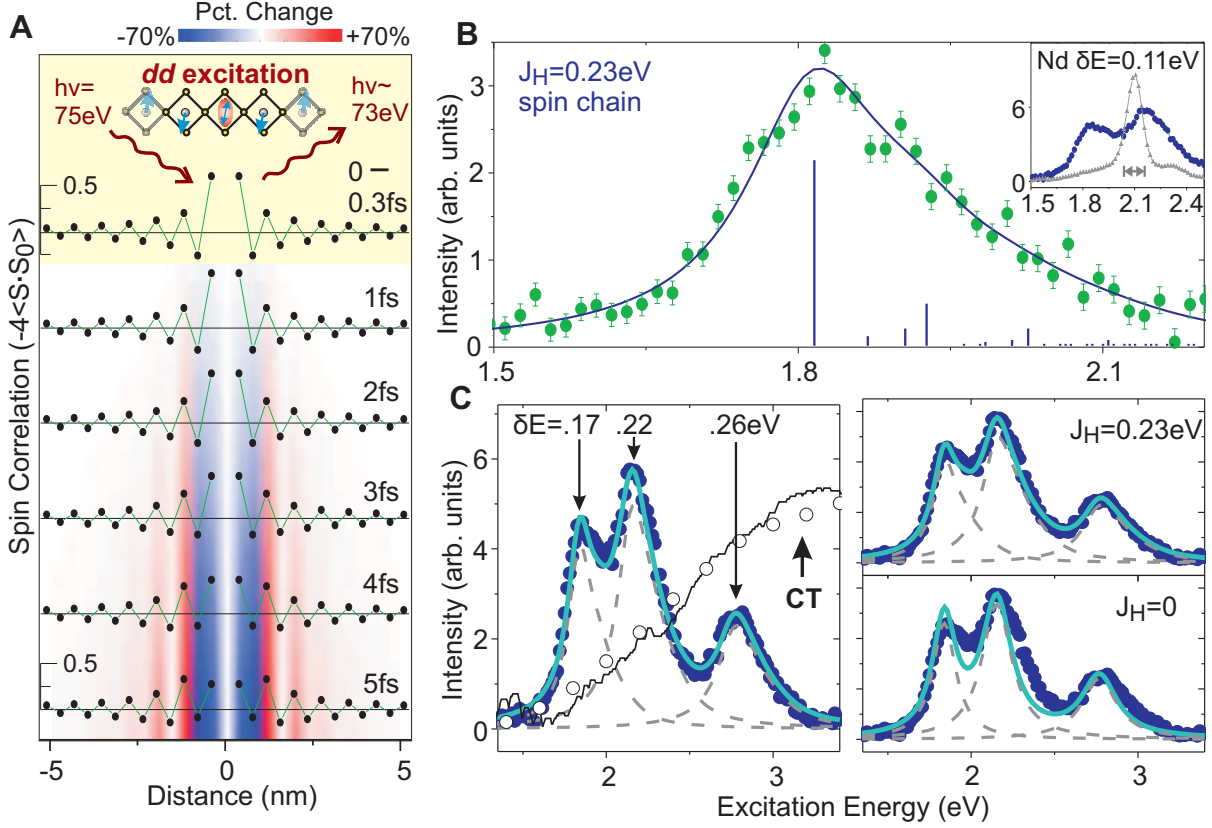 A
Pct. Change
-70%
+70%
dd excitation
hν=
75eV
hν~
73eV
0 –
0.3fs
0.5
1fs
2fs
3fs
4fs
5fs
0.5
Spin Correlation (-4<S·S0>)
-5
0
5
Distance (nm)
B
JH=0.23eV
spin chain
Intensity (arb. units)
3
2
1
0
1.5
1.8
2.1
Nd δE=0.11eV
6
0
1.5
1.8
2.1
2.4
C
δE=.17
.22
.26eV
CT
Intensity (arb. units)
6
4
2
0
2
3
JH=0.23eV
JH=0
2
3
Excitation Energy (eV)